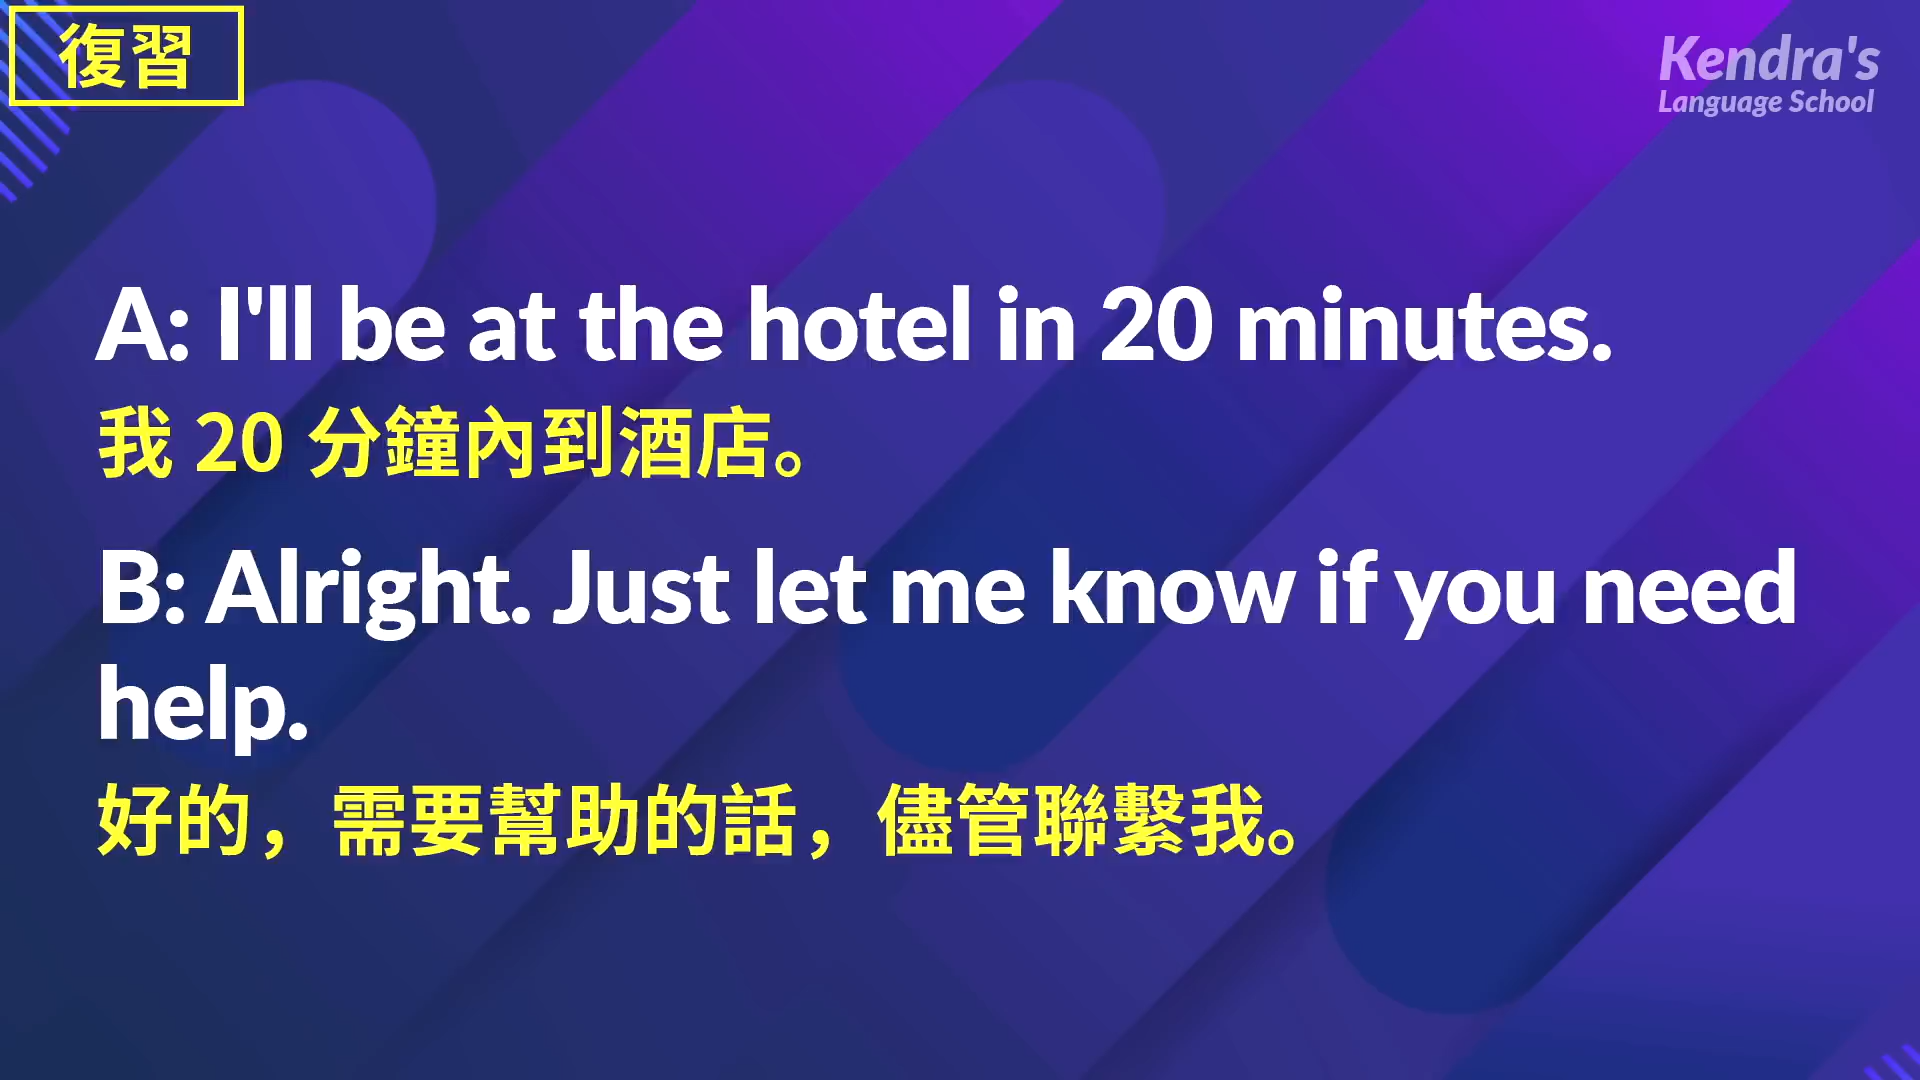 復習
Kendra's
Language School
A: I'll be at the hotel in 20 minutes.
我 20 分鐘內到酒店。
B: Alright. Just let me know if you need
help.
好的，需要幫助的話，儘管聯繫我。